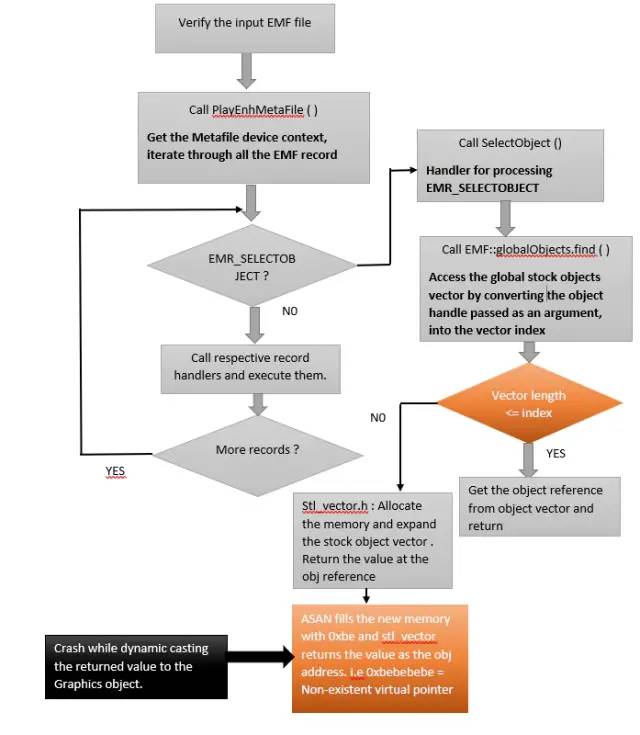 Verify the input EMF file
Call PlayEnhMetaFile ( )
Get the Metafile device context,
iterate through all the EMF record
Call SelectObject ()
Handler for processing
EMR_SELECTOBJECT
EMR_SELECTOB
JECT ?
NO
Call EMF::globalObjects.find ( )
Access the global stock objects
vector by converting the object
handle passed as an argument,
into the vector index
Call respective record
handlers and execute them.
Vector length
<= index
NO
YES
More records ?
YES
Get the object reference
from object vector and
return
Stl_vector.h : Allocate
the memory and expand
the stock object vector .
Return the value at the
obj reference
ASAN fills the new memory
with 0xbe and stl_vector
returns the value as the obj
address. i.e 0xbebebebe =
Non-existent virtual pointer
Crash while dynamic casting
the returned value to the
Graphics object.